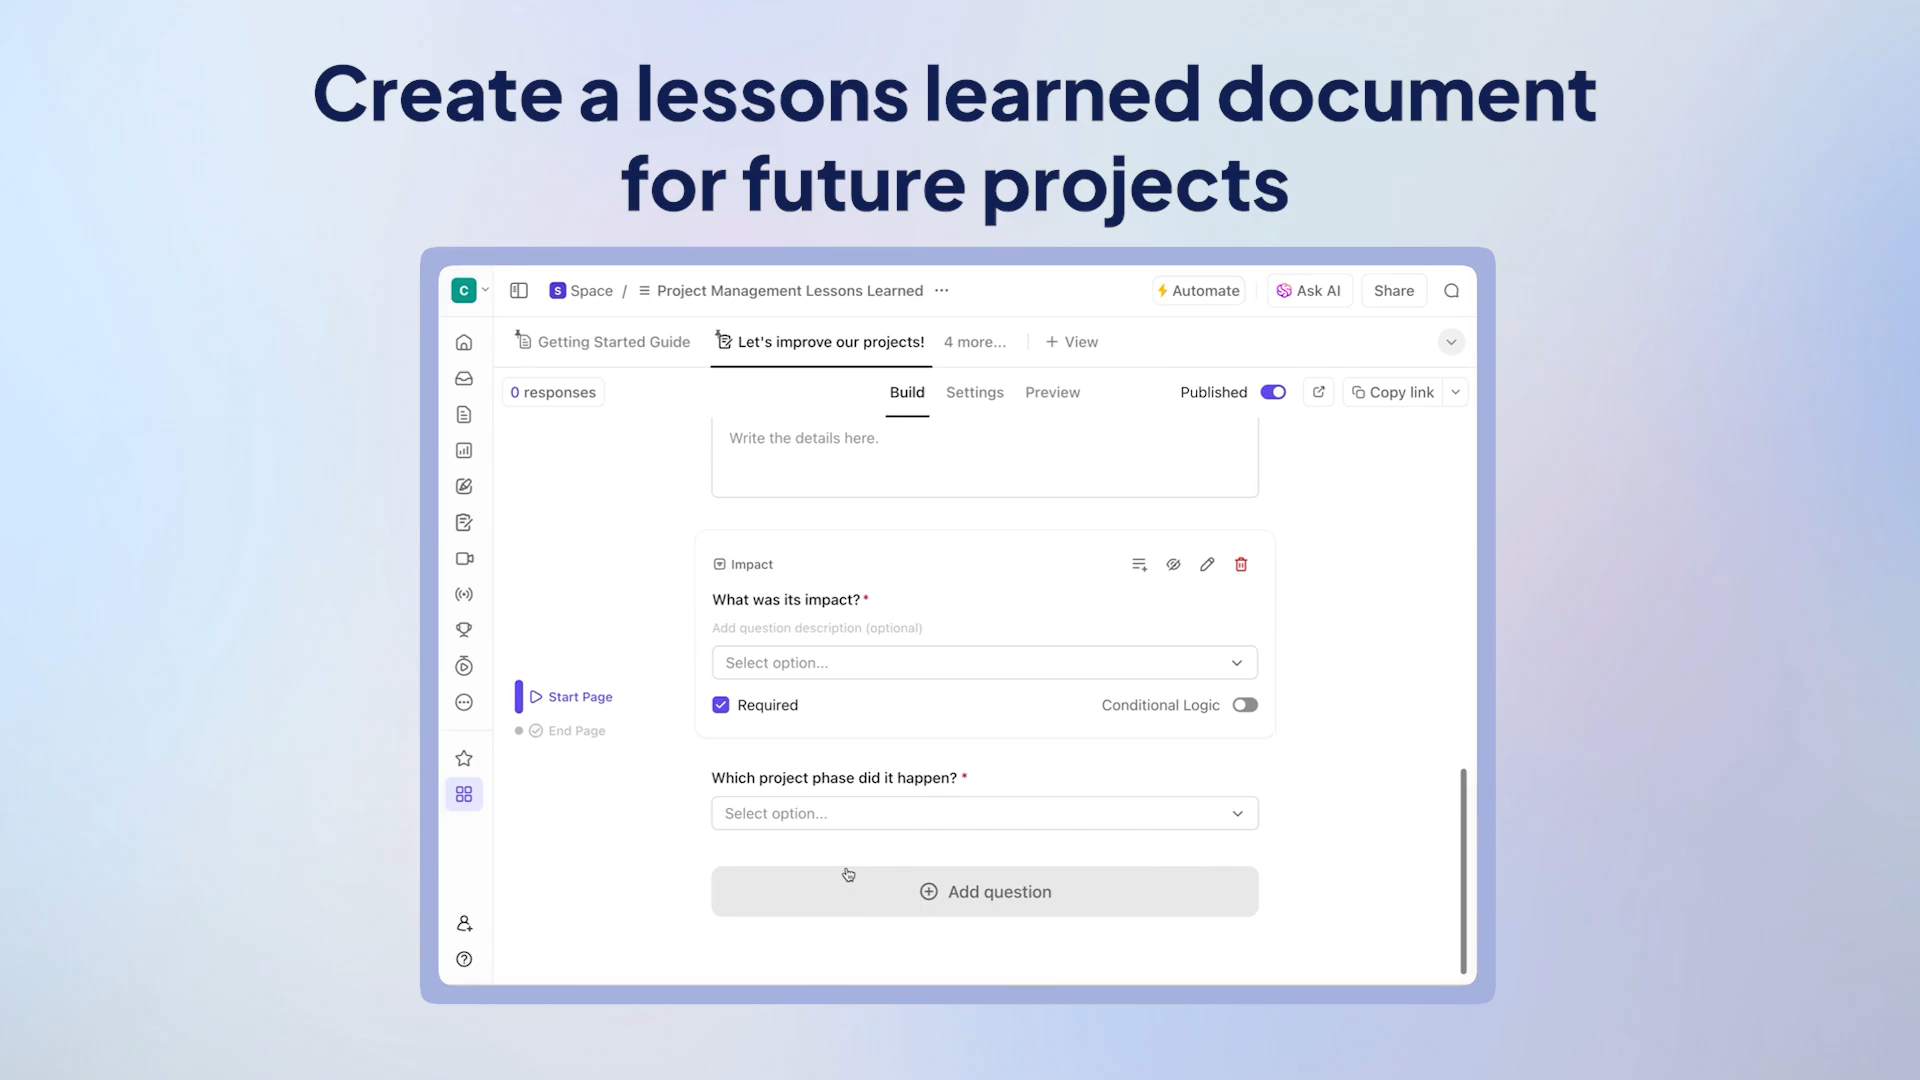 Create a lessons learned document
for future projects
C
S Space / Project Management Lessons Learned ...
Automate
Ask AI
Share
Getting Started Guide
Let's improve our projects!
4 more...
+ View
0 responses
Build
Settings
Preview
Published
Copy link
Write the details here.
Impact
What was its impact? *
Add question description (optional)
Select option...
Start Page
Required
Conditional Logic
End Page
Which project phase did it happen? *
Select option...
Add question